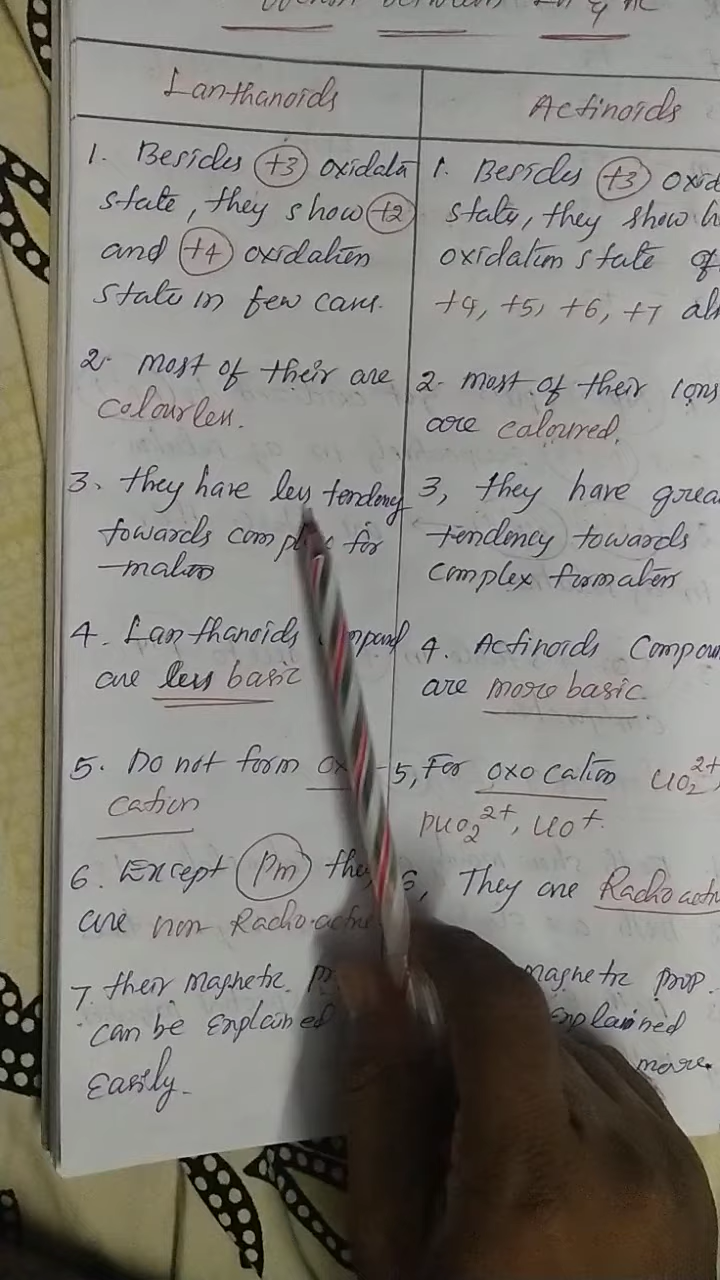 Lanthanoids
1. Besides +3 oxidatn
state, they show +2
and +4 oxidation
state in few cases.
2. most of their are
colourless.
3. they have less tendency
towards for
-mation
4. Lanthanoids
are less basic
5. Do not form
cation
6. Except Pm
are non Radio-active
7. their magnetic
can be explained
easily.
Actinoids
1. Besides +3
state, they show
oxidation state of
+4, +5, +6, +7
2. most of their ions
are coloured.
3, they have
tendency towards
complex formation
4. Actinoids
are more basic.
5, For oxo cation UO2 2+,
PUO2 2+, UO+.
6, They are
magnetic prop.
explained
more.